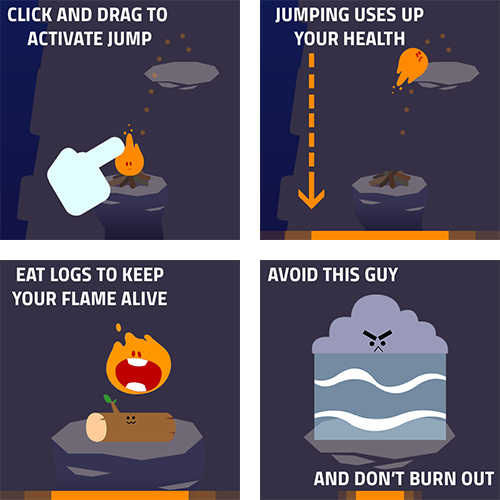 CLICK AND DRAG TO
ACTIVATE JUMP
JUMPING USES UP
YOUR HEALTH
EAT LOGS TO KEEP
YOUR FLAME ALIVE
AVOID THIS GUY
AND DON'T BURN OUT